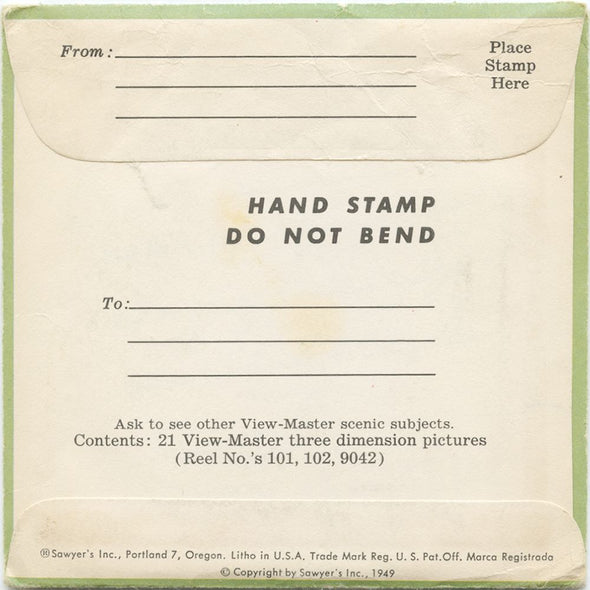 From:
Place
Stamp
Here
HAND STAMP
DO NOT BEND
To:
Ask to see other View-Master scenic subjects.
Contents: 21 View-Master three dimension pictures
(Reel No.'s 101, 102, 9042)
®Sawyer's Inc., Portland 7, Oregon. Litho in U.S.A. Trade Mark Reg. U. S. Pat.Off. Marca Registrada
© Copyright by Sawyer's Inc., 1949